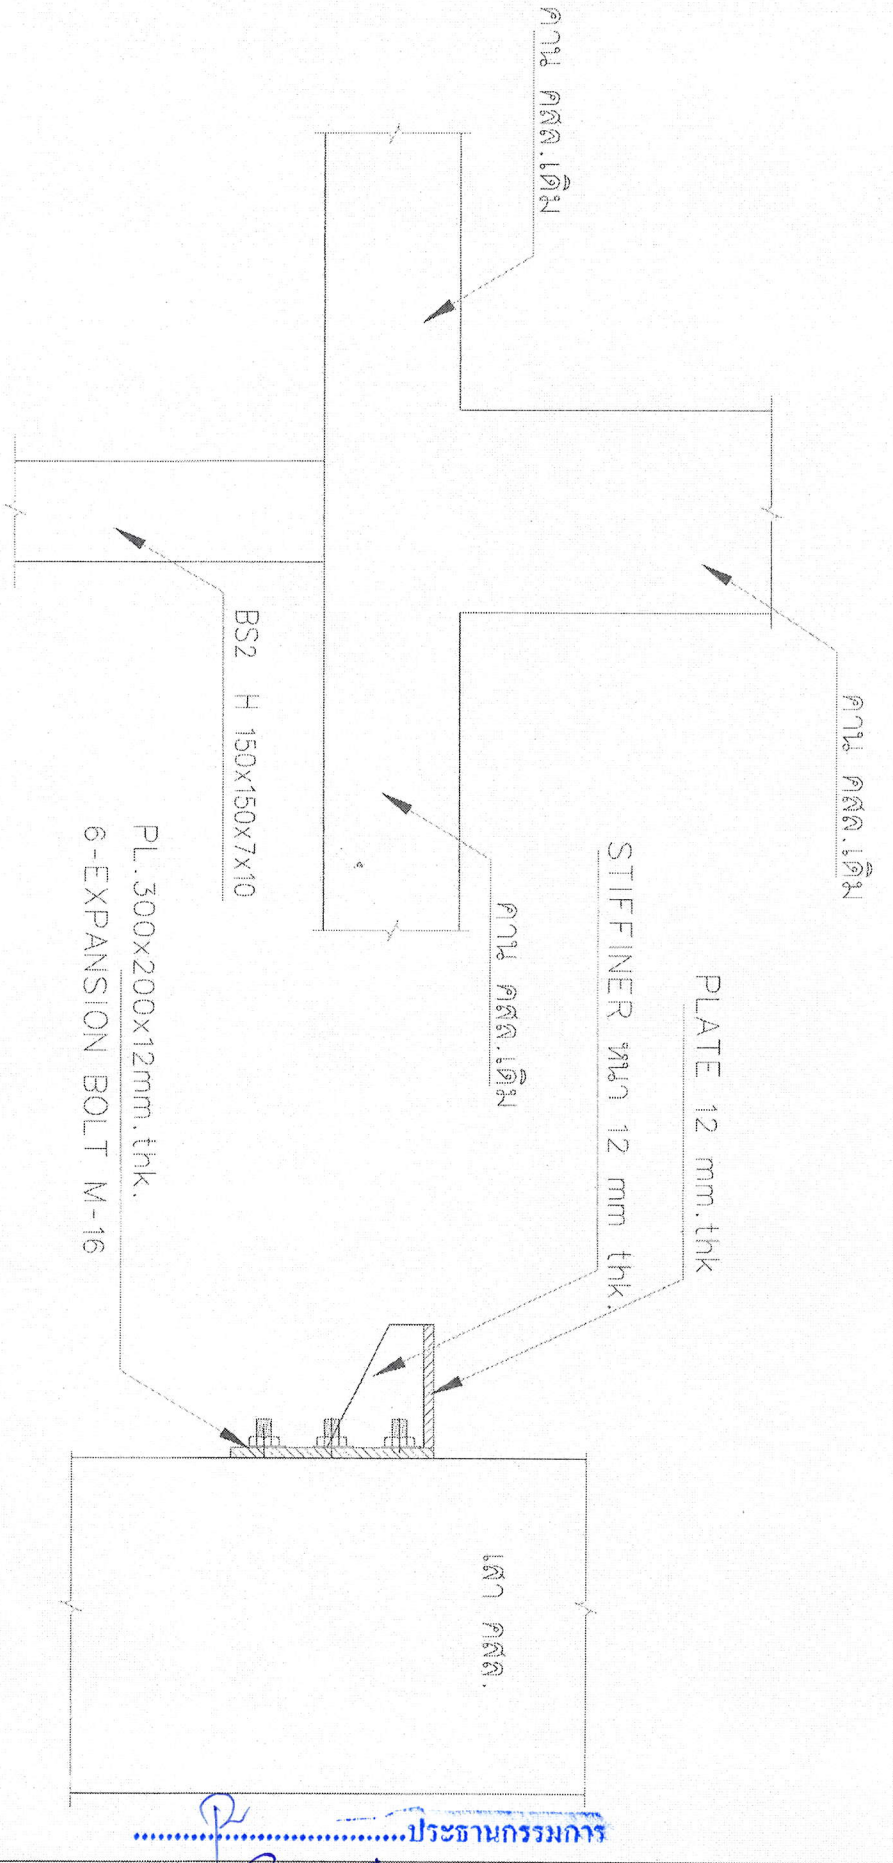 คาน คสล.เดิม
คาน คสล.เดิม
BS2 H 150x150x7x10
คาน คสล.เดิม
PLATE 12 mm.thk
STIFFINER หนา 12 mm thk.
PL.300x200x12mm.thk.
6-EXPANSION BOLT M-16
เสา คสล.
ประธานกรรมการ